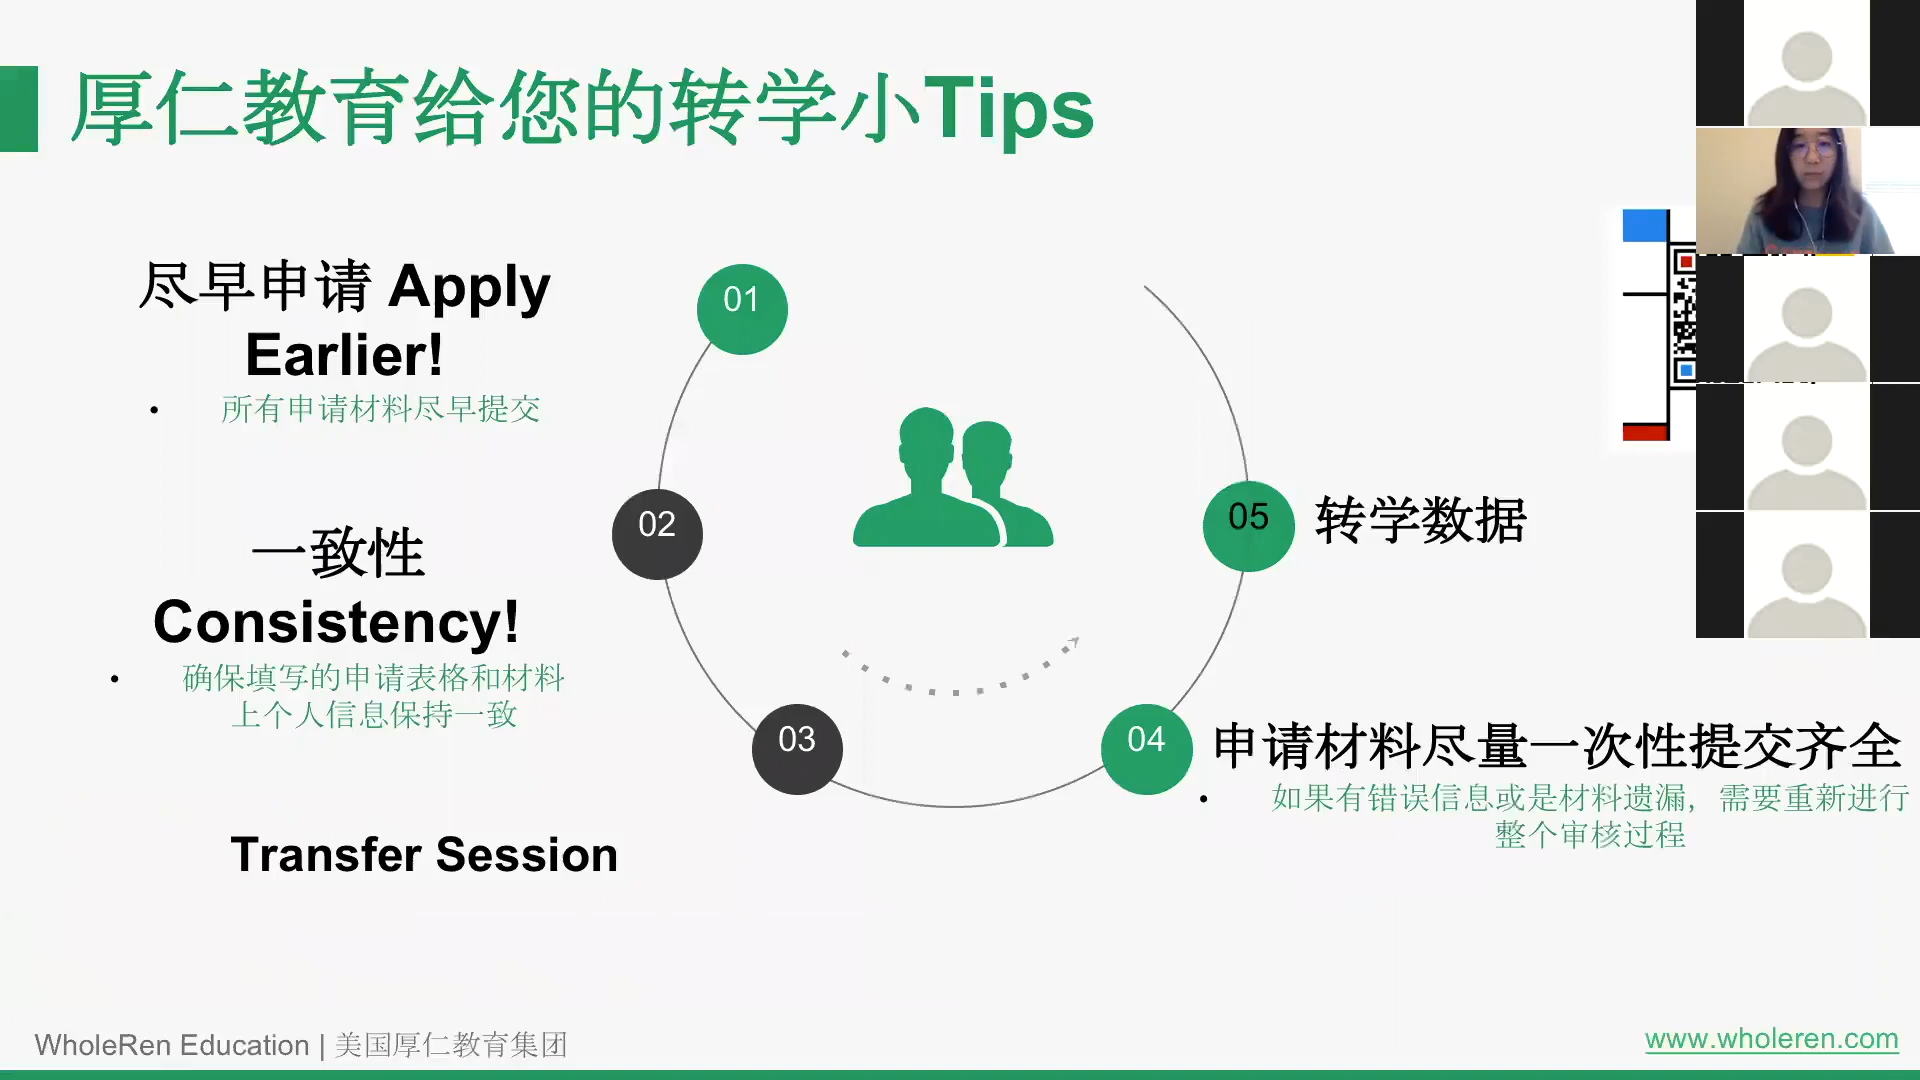 厚仁教育给您的转学小Tips
尽早申请 Apply
Earlier!
• 所有申请材料尽早提交
01
02
一致性
Consistency!
• 确保填写的申请表格和材料
上个人信息保持一致
03
Transfer Session
04
申请材料尽量一次性提交齐全
• 如果有错误信息或是材料遗漏，需要重新进行
整个审核过程
05
转学数据
WholeRen Education | 美国厚仁教育集团
www.wholeren.com